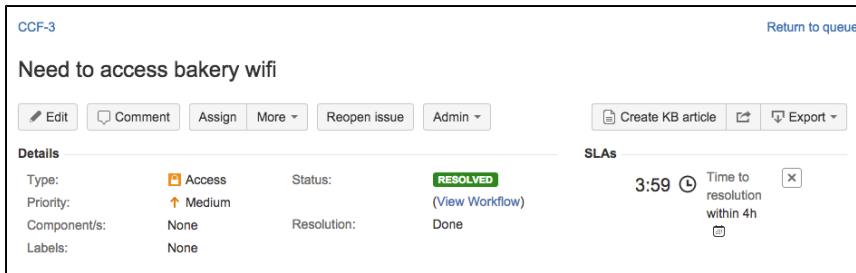 CCF-3
Return to queue
Need to access bakery wifi
Edit Comment Assign More Reopen issue Admin Create KB article Export
Details
SLAs
Type: Access Status: RESOLVED
Priority: Medium (View Workflow)
Component/s: None Resolution: Done
Labels: None
3:59 Time to
resolution
within 4h